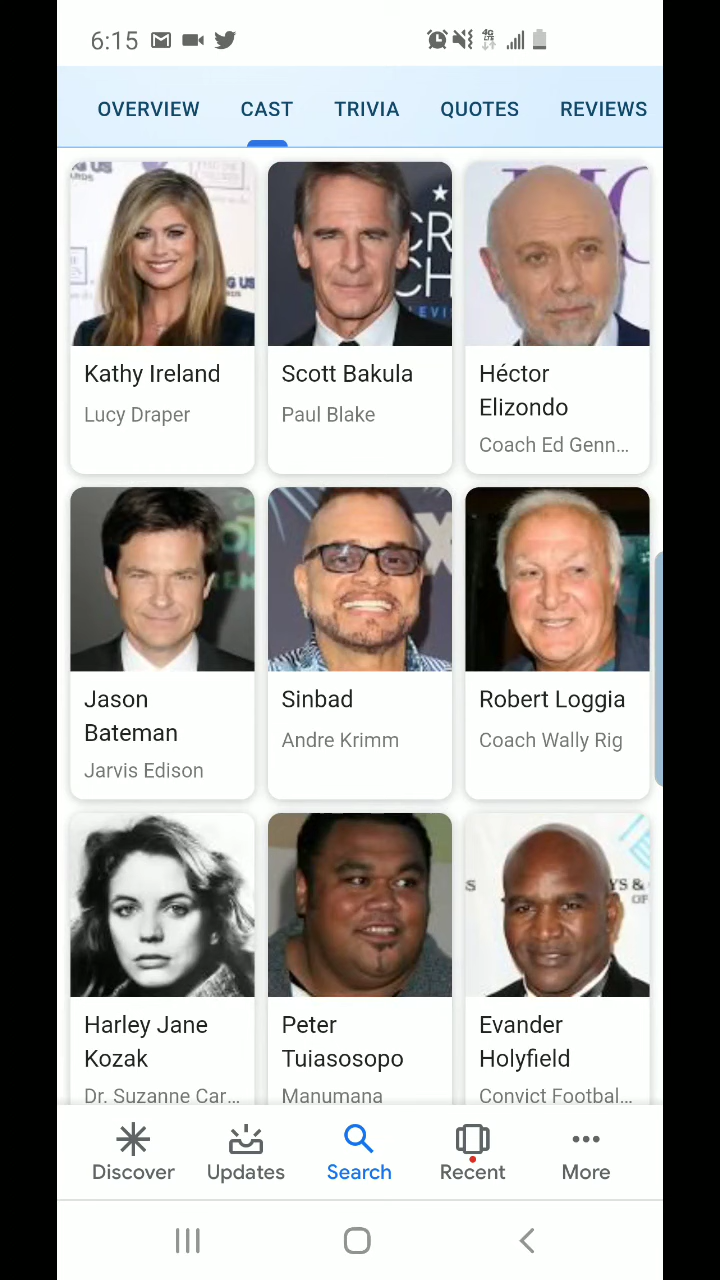 6:15
4G
LTE
OVERVIEW CAST TRIVIA QUOTES REVIEWS
Kathy Ireland
Lucy Draper
Scott Bakula
Paul Blake
Héctor
Elizondo
Coach Ed Genn...
Jason
Bateman
Jarvis Edison
Sinbad
Andre Krimm
Robert Loggia
Coach Wally Rig
Harley Jane
Kozak
Dr. Suzanne Car...
Peter
Tuiasosopo
Manumana
Evander
Holyfield
Convict Footbal...
Discover Updates Search Recent More